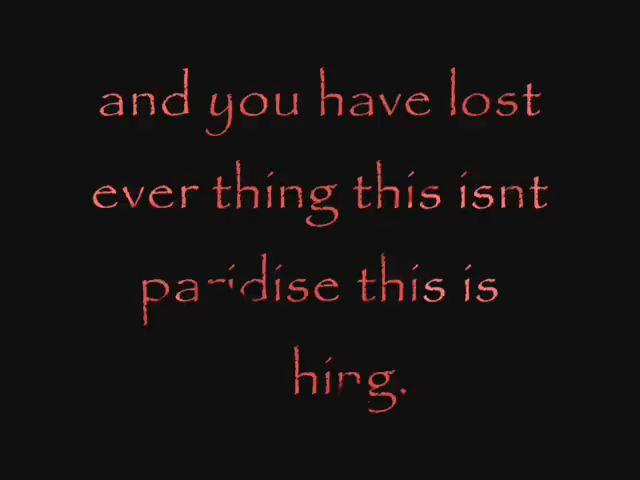 and you have lost
ever thing this isnt
paridise this is
hing.